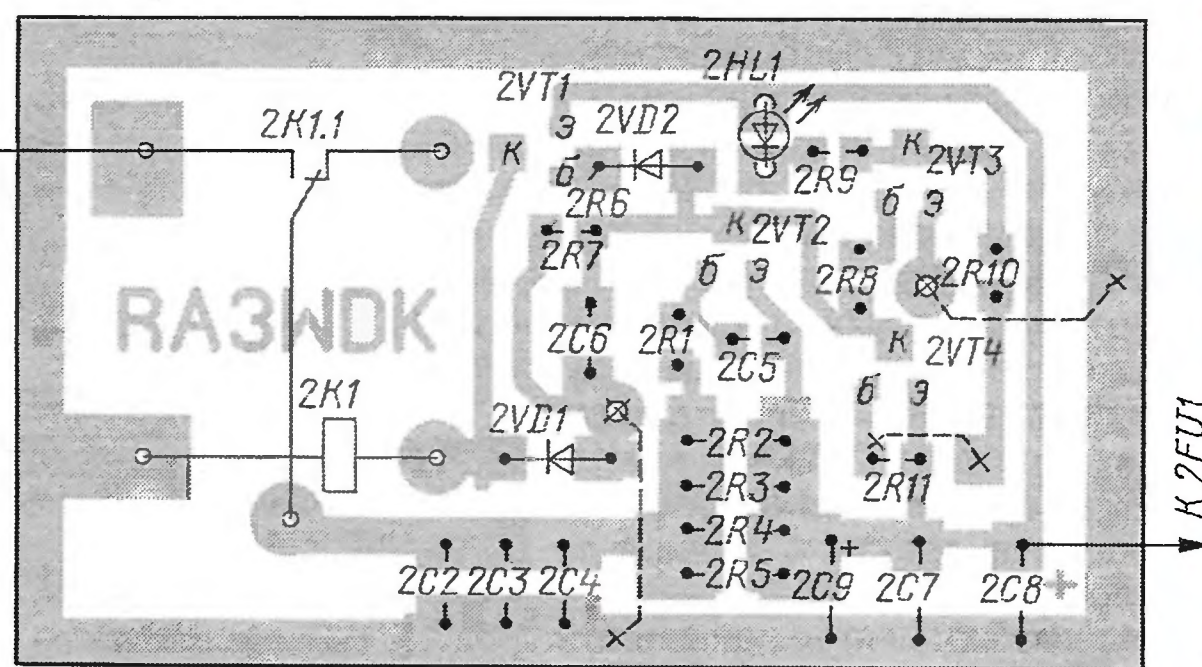 2HL1
2VT1
2K1.1
э 2VD2
К
К 2VT3
б
2R9
2R6
б э
К 2VT2
2R7
б э
2R8
2R10
RA3WDK
2C6
2R1
2C5
К 2VT4
2K1
б э
2VD1
К 2FU1
2R2
2R3
2R11
2R4
2R5
+
2C2 2C3 2C4
2C9 2C7 2C8 +
+